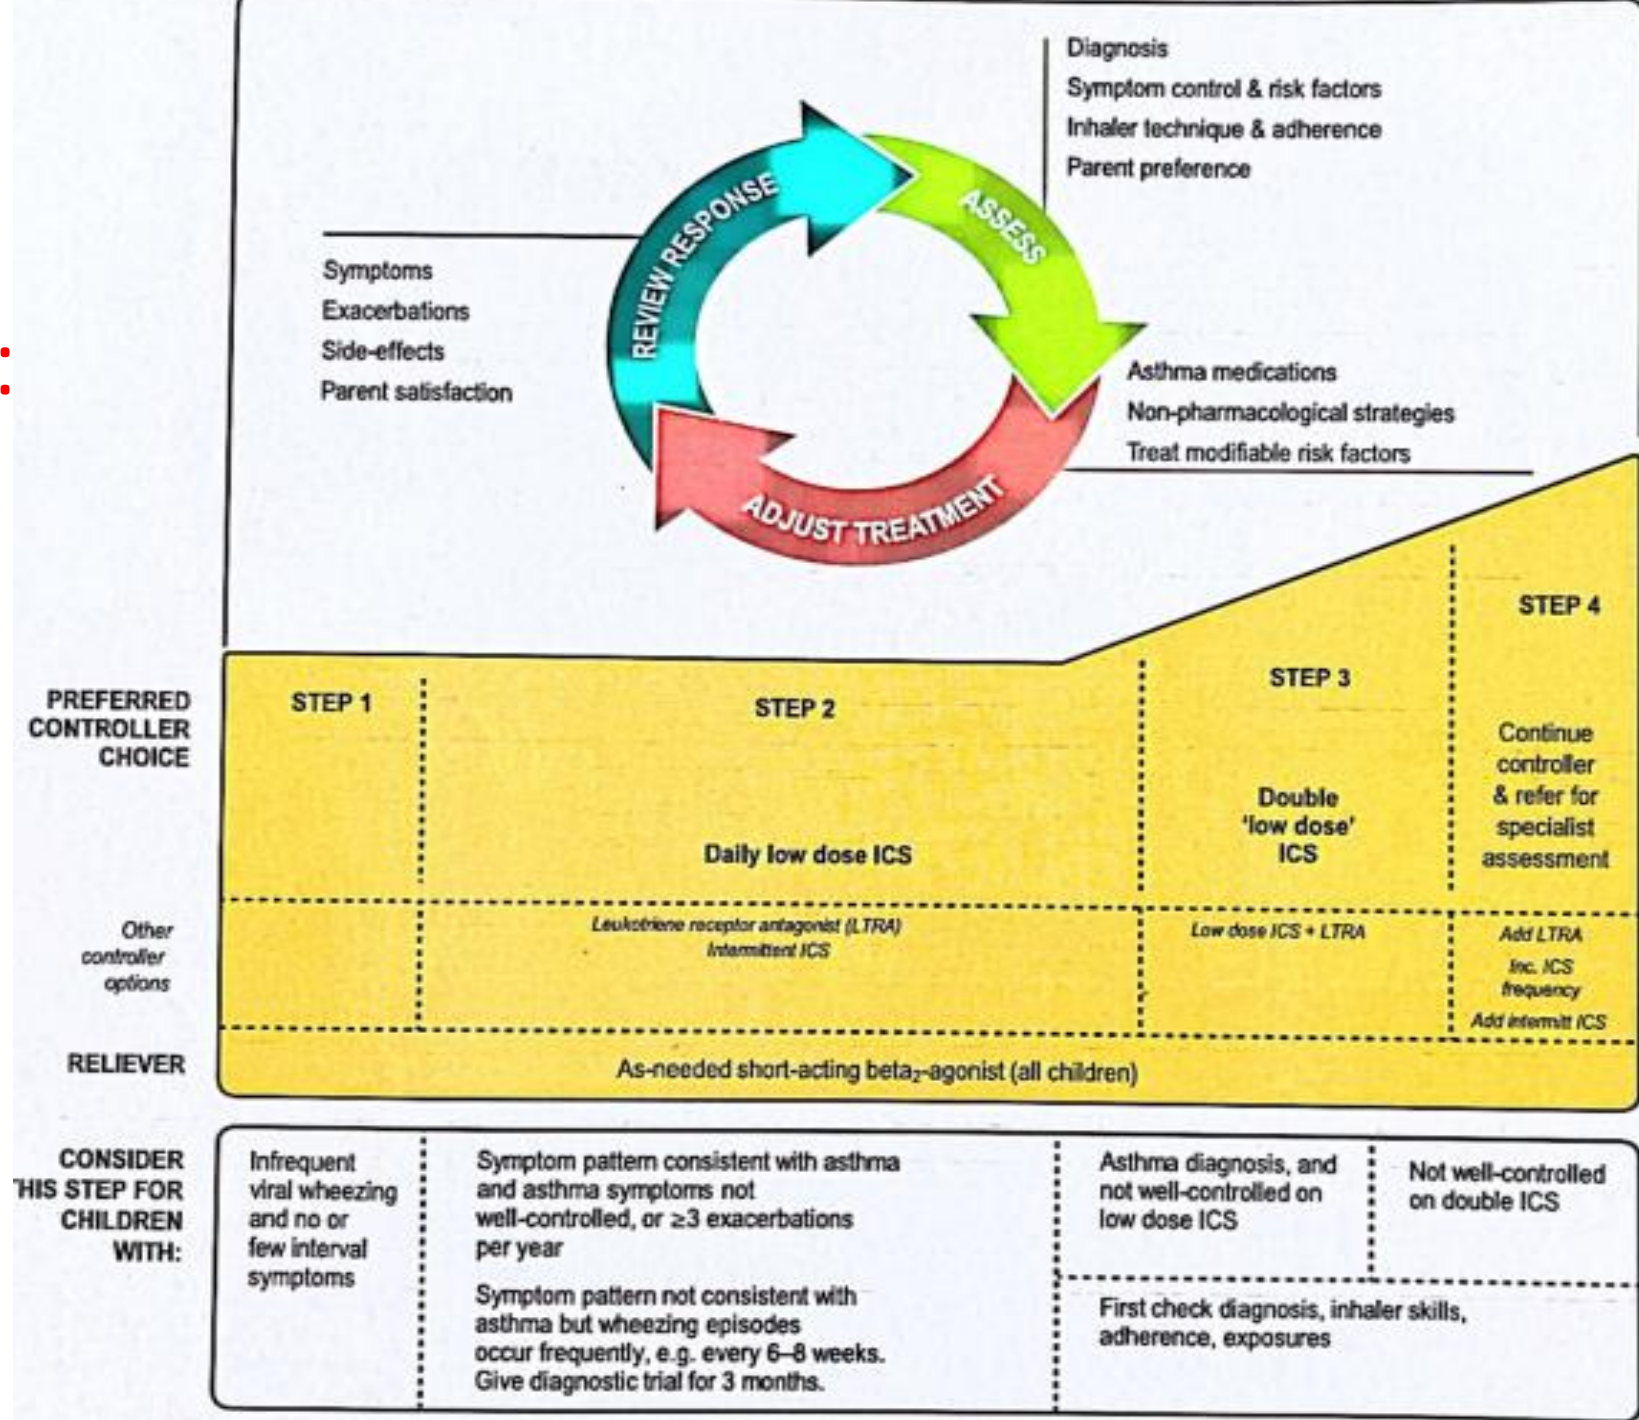 Diagnosis
Symptom control & risk factors
Inhaler technique & adherence
Parent preference
REVIEW RESPONSE
ASSESS
ADJUST TREATMENT
Symptoms
Exacerbations
Side-effects
Parent satisfaction
Asthma medications
Non-pharmacological strategies
Treat modifiable risk factors
PREFERRED
CONTROLLER
CHOICE
STEP 1
STEP 2
Daily low dose ICS
STEP 3
Double
'low dose'
ICS
STEP 4
Continue
controller
& refer for
specialist
assessment
Other
controller
options
Leukotriene receptor antagonist (LTRA)
Intermittent ICS
Low dose ICS + LTRA
Add LTRA
Inc. ICS
frequency
Add intermitt ICS
RELIEVER
As-needed short-acting beta₂-agonist (all children)
CONSIDER
HIS STEP FOR
CHILDREN
WITH:
Infrequent
viral wheezing
and no or
few interval
symptoms
Symptom pattern consistent with asthma
and asthma symptoms not
well-controlled, or ≥3 exacerbations
per year
Symptom pattern not consistent with
asthma but wheezing episodes
occur frequently, e.g. every 6–8 weeks.
Give diagnostic trial for 3 months.
Asthma diagnosis, and
not well-controlled on
low dose ICS
Not well-controlled
on double ICS
First check diagnosis, inhaler skills,
adherence, exposures